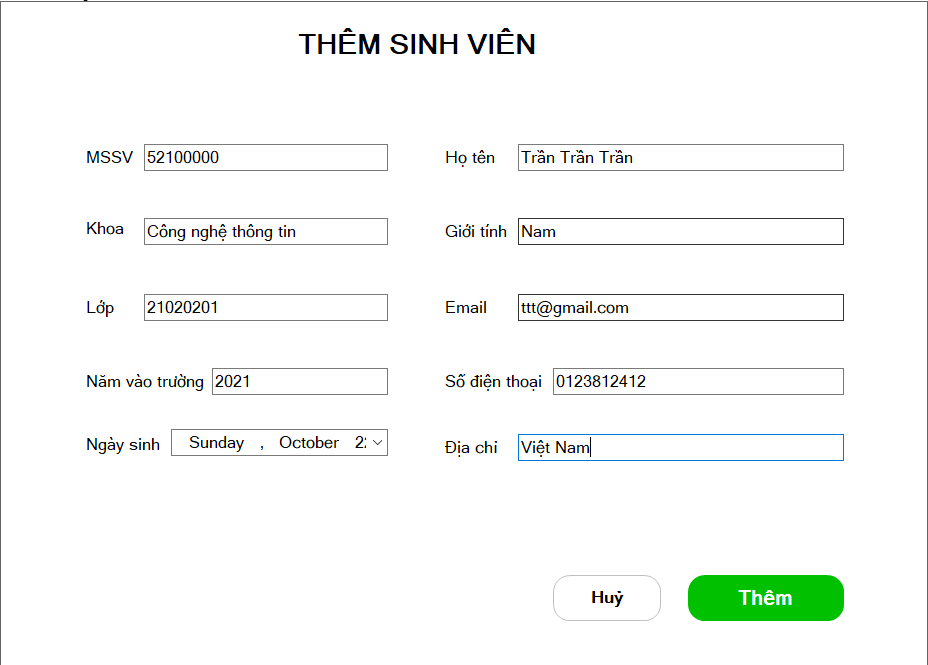 THÊM SINH VIÊN
MSSV 52100000 Họ tên Trần Trần Trần
Khoa Công nghệ thông tin Giới tính Nam
Lớp 21020201 Email ttt@gmail.com
Năm vào trường 2021 Số điện thoại 0123812412
Ngày sinh Sunday , October Địa chỉ Việt Nam
Huỷ Thêm